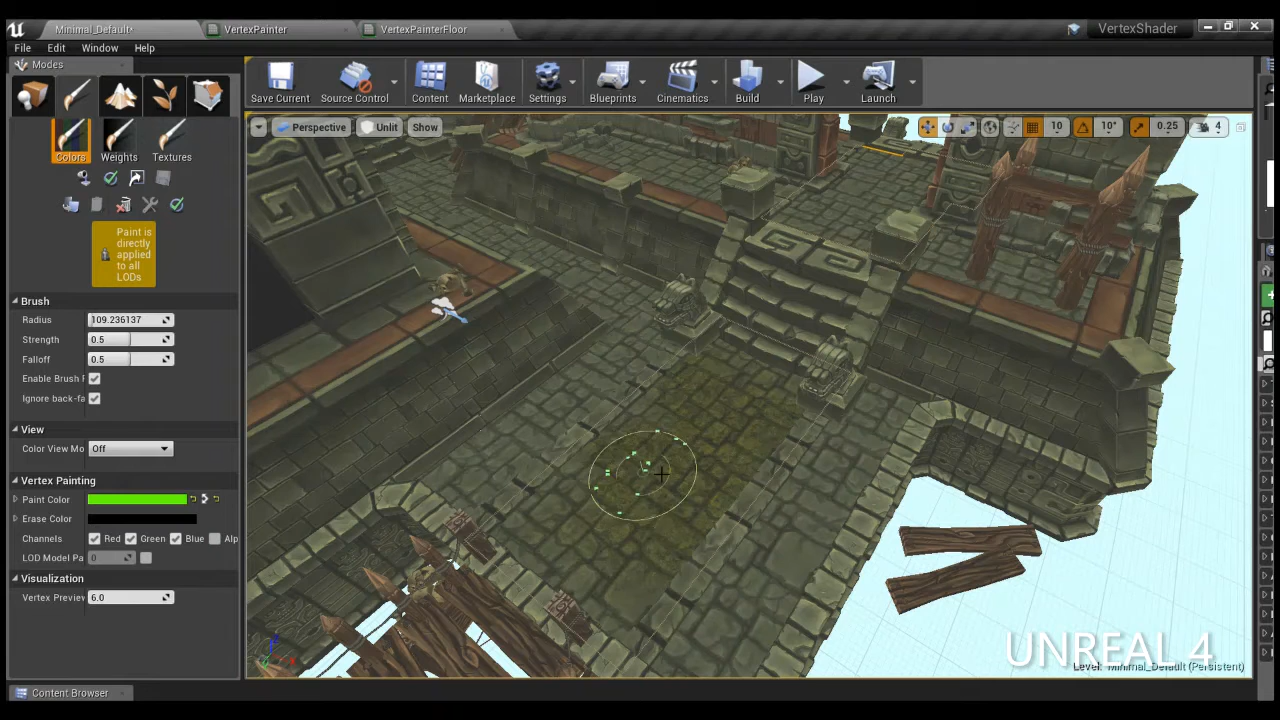 Minimal_Default•
VertexPainter
VertexPainterFloor
VertexShader
File Edit Window Help
Modes
Save Current
Source Control
Content
Marketplace
Settings
Blueprints
Cinematics
Build
Play
Launch
Perspective
Unlit
Show
10
10°
0.25
4
Colors
Weights
Textures
Paint is
directly
applied
to all
LODs
Brush
Radius 109.236137
Strength 0.5
Falloff 0.5
Enable Brush F
Ignore back-fa
View
Color View Mo Off
Vertex Painting
Paint Color
Erase Color
Channels Red Green Blue Alp
LOD Model Pa 0
Visualization
Vertex Preview 6.0
UNREAL 4
Level: Minimal_Default (Persistent)
Content Browser